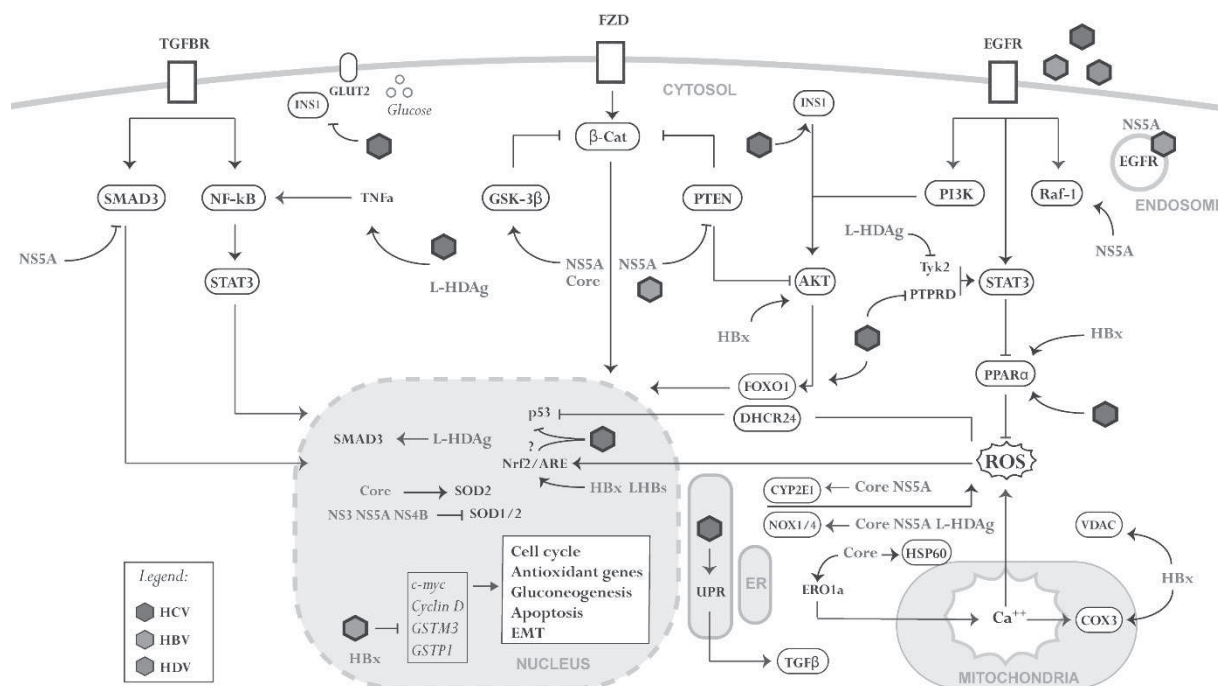 TGFBR
FZD
EGFR
GLUT2
Glucose
INS1
CYTOSOL
INS1
β-Cat
NS5A
EGFR
ENDOSOME
SMAD3
NF-kB
TNFa
GSK-3β
PTEN
PI3K
Raf-1
NS5A
STAT3
L-HDAg
NS5A
Core
NS5A
L-HDAg
Tyk2
PTPRD
STAT3
NS5A
AKT
HBx
HBx
PPARα
FOXO1
DHCR24
p53
SMAD3
L-HDAg
?
Nrf2/ARE
ROS
Core
SOD2
HBx LHBs
NS3 NS5A NS4B
SOD1/2
CYP2E1
Core NS5A
NOX1/4
Core NS5A L-HDAg
VDAC
Core
HSP60
ERO1a
HBx
UPR
ER
Ca++
COX3
TGFβ
MITOCHONDRIA
Cell cycle
Antioxidant genes
Gluconeogenesis
Apoptosis
EMT
c-myc
Cyclin D
GSTM3
GSTP1
HBx
NUCLEUS
Legend:
HCV
HBV
HDV